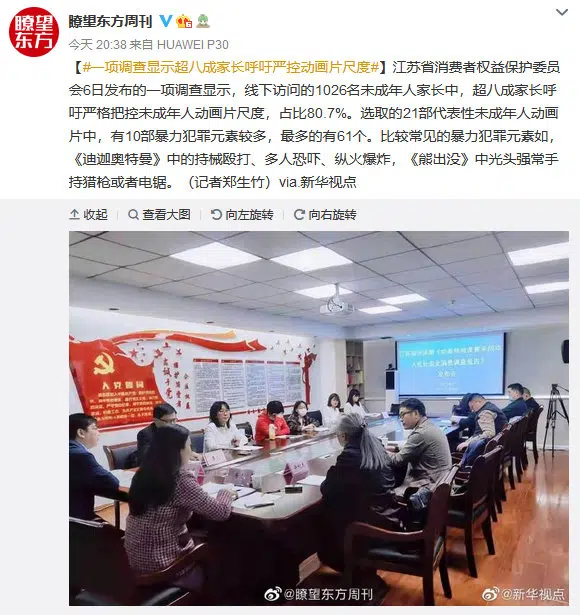 瞭望东方
瞭望东方周刊
今天 20:38 来自 HUAWEI P30
【#一项调查显示超八成家长呼吁严控动画片尺度#】江苏省消费者权益保护委员
会6日发布的一项调查显示，线下访问的1026名未成年人家长中，超八成家长呼
吁严格把控未成年人动画片尺度，占比80.7%。选取的21部代表性未成年人动画
片中，有10部暴力犯罪元素较多，最多的有61个。比较常见的暴力犯罪元素如，
《迪迦奥特曼》中的持械殴打、多人恐吓、纵火爆炸，《熊出没》中光头强常手
持猎枪或者电锯。（记者郑生竹）via.新华视点
收起 查看大图 向左旋转 向右旋转
入党誓词
发布会
@瞭望东方周刊
@新华视点